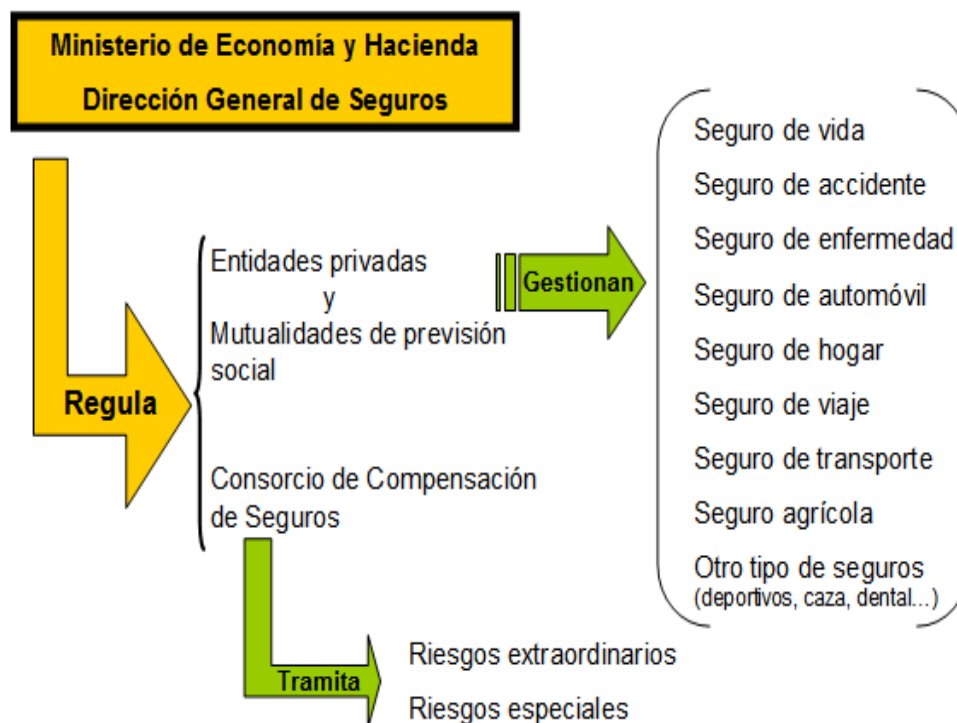 Ministerio de Economía y Hacienda
Dirección General de Seguros
Regula
Entidades privadas
y
Mutualidades de previsión
social
Consorcio de Compensación
de Seguros
Gestionan
Seguro de vida
Seguro de accidente
Seguro de enfermedad
Seguro de automóvil
Seguro de hogar
Seguro de viaje
Seguro de transporte
Seguro agrícola
Otro tipo de seguros
(deportivos, caza, dental...)
Tramita
Riesgos extraordinarios
Riesgos especiales